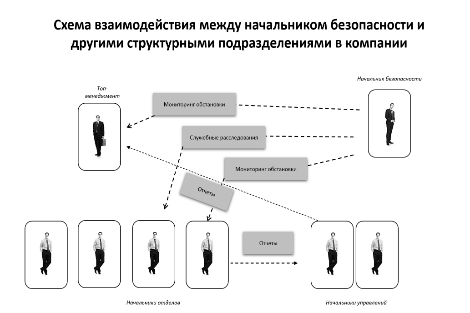 Схема взаимодействия между начальником безопасности и
другими структурными подразделениями в компании
Топ-
менеджмент
Начальник безопасности
Мониторинг обстановки
Служебные расследования
Мониторинг обстановки
Отчеты
Отчеты
Начальники отделов
Начальники управлений